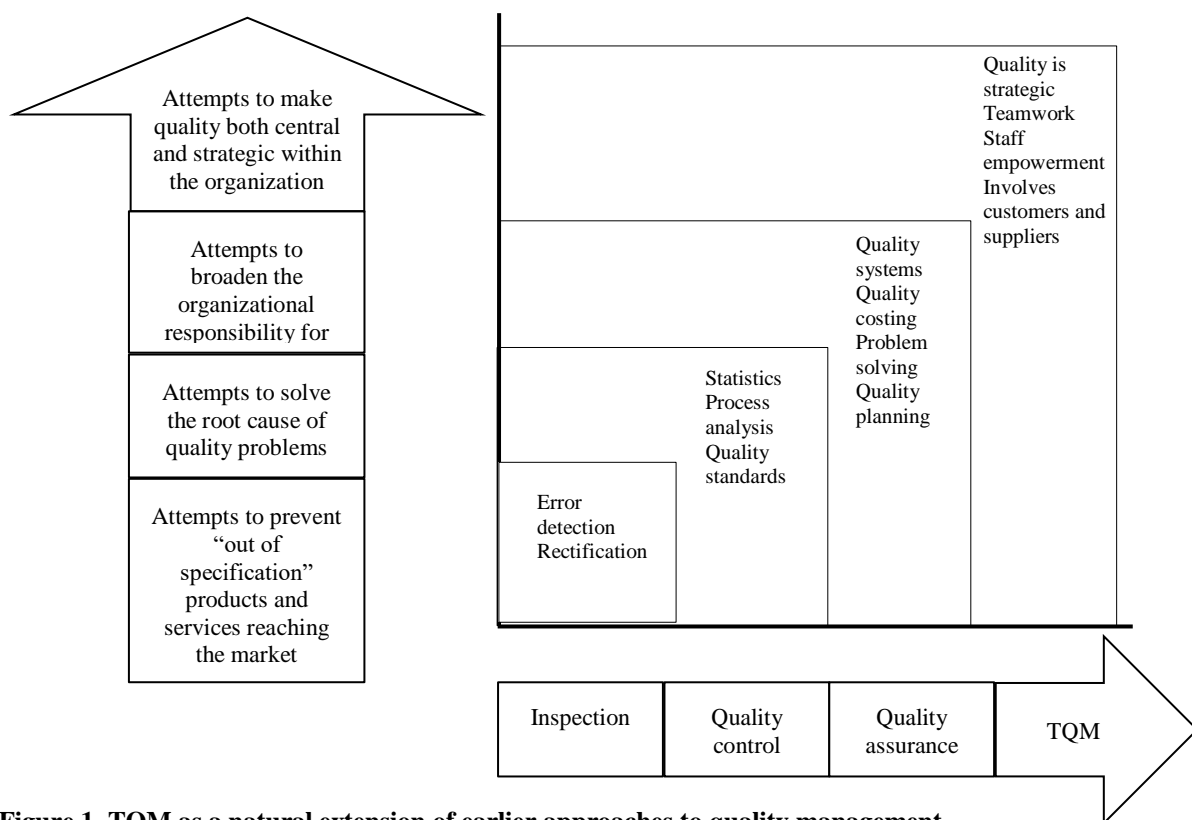 Attempts to make
quality both central
and strategic within
the organization
Attempts to
broaden the
organizational
responsibility for
Attempts to solve
the root cause of
quality problems
Attempts to prevent
“out of
specification”
products and
services reaching
the market
Quality is
strategic
Teamwork
Staff
empowerment
Involves
customers and
suppliers
Quality
systems
Quality
costing
Problem
solving
Quality
planning
Statistics
Process
analysis
Quality
standards
Error
detection
Rectification
Inspection
Quality
control
Quality
assurance
TQM
Figure 1. TQM as a natural extension of earlier approaches to quality management